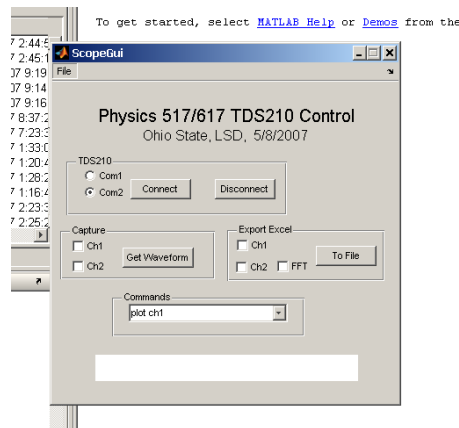 To get started, select MATLAB Help or Demos from the
7 2:44:5
7 2:45:1
07 9:19
07 9:14
07 9:16
7 8:37:2
7 7:23:3
7 1:33:0
7 1:20:4
7 1:28:2
7 1:16:4
7 2:23:3
7 2:25:2
ScopeGui
File
Physics 517/617 TDS210 Control
Ohio State, LSD, 5/8/2007
TDS210
Com1
Com2 Connect Disconnect
Capture
Ch1
Ch2 Get Waveform
Export Excel
Ch1
Ch2 FFT To File
Commands
plot ch1